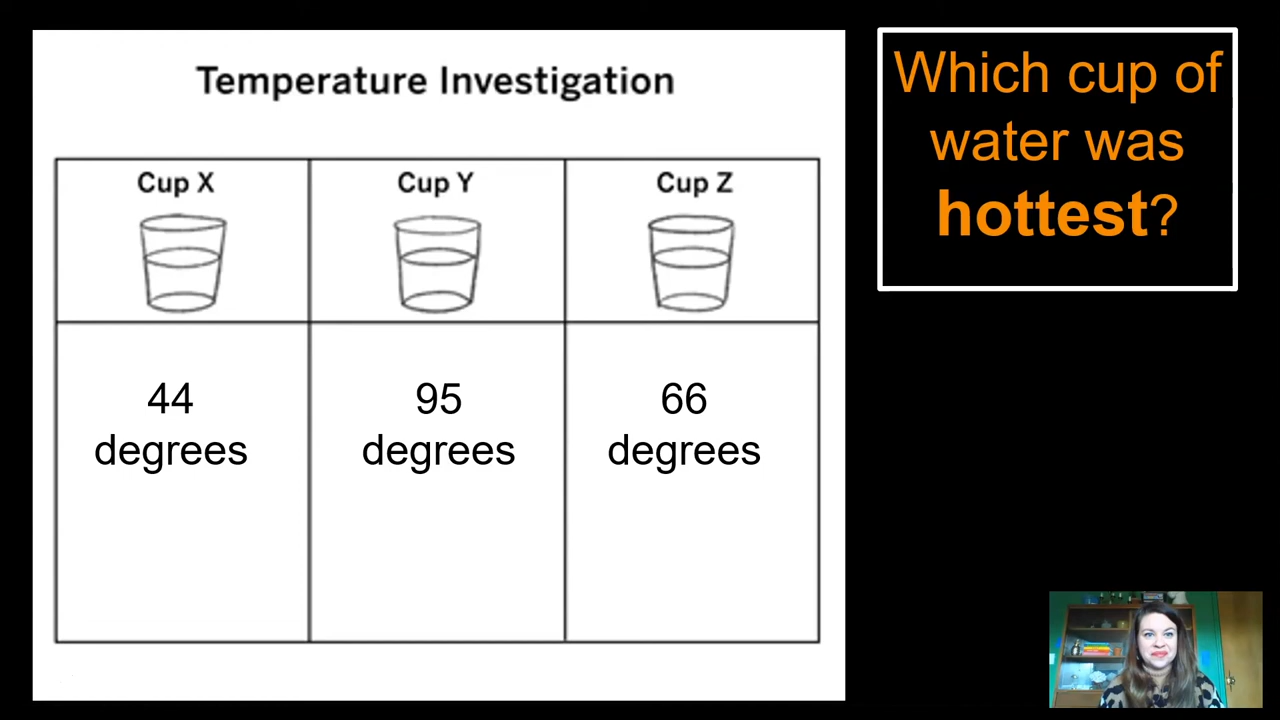 Temperature Investigation
Cup X
Cup Y
Cup Z
44
degrees
95
degrees
66
degrees
Which cup of
water was
hottest?